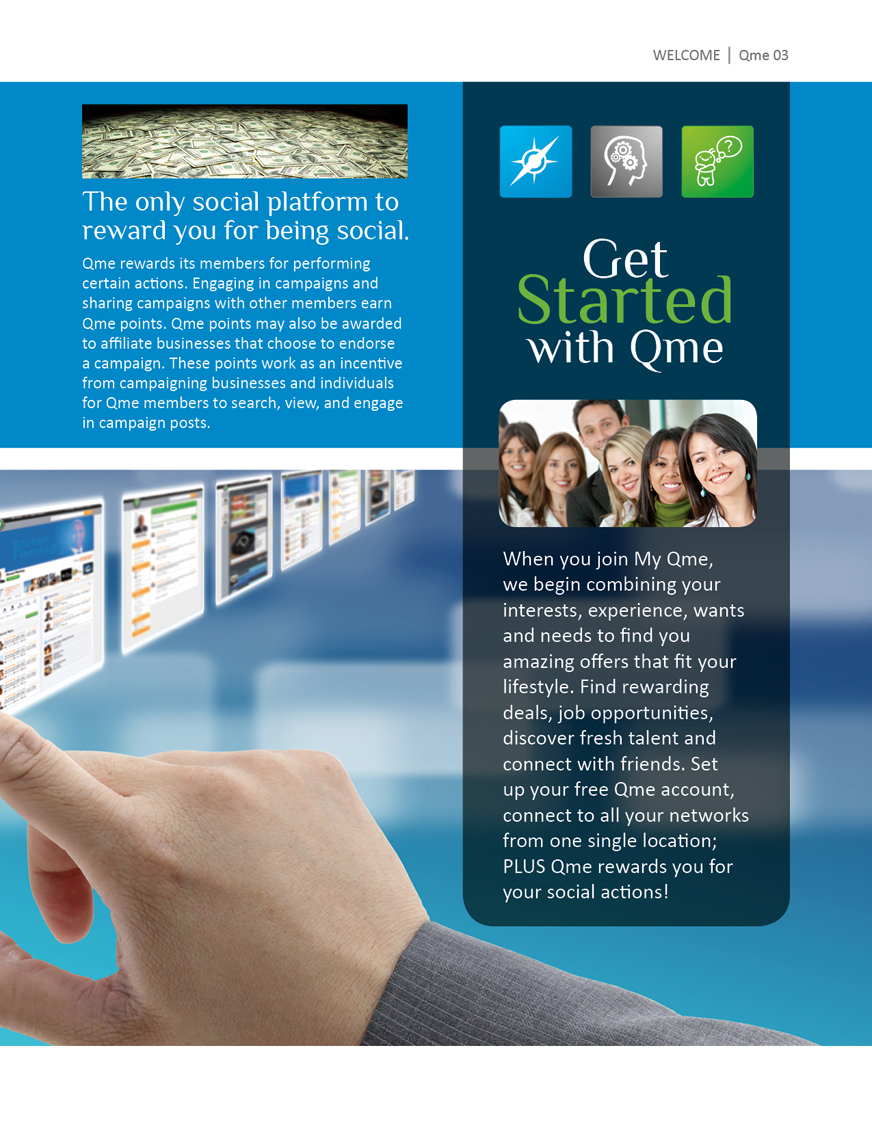 WELCOME | Qme 03
The only social platform to
reward you for being social.
Qme rewards its members for performing
certain actions. Engaging in campaigns and
sharing campaigns with other members earn
Qme points. Qme points may also be awarded
to affiliate businesses that choose to endorse
a campaign. These points work as an incentive
from campaigning businesses and individuals
for Qme members to search, view, and engage
in campaign posts.
?
Get
Started
with Qme
When you join My Qme,
we begin combining your
interests, experience, wants
and needs to find you
amazing offers that fit your
lifestyle. Find rewarding
deals, job opportunities,
discover fresh talent and
connect with friends. Set
up your free Qme account,
connect to all your networks
from one single location;
PLUS Qme rewards you for
your social actions!